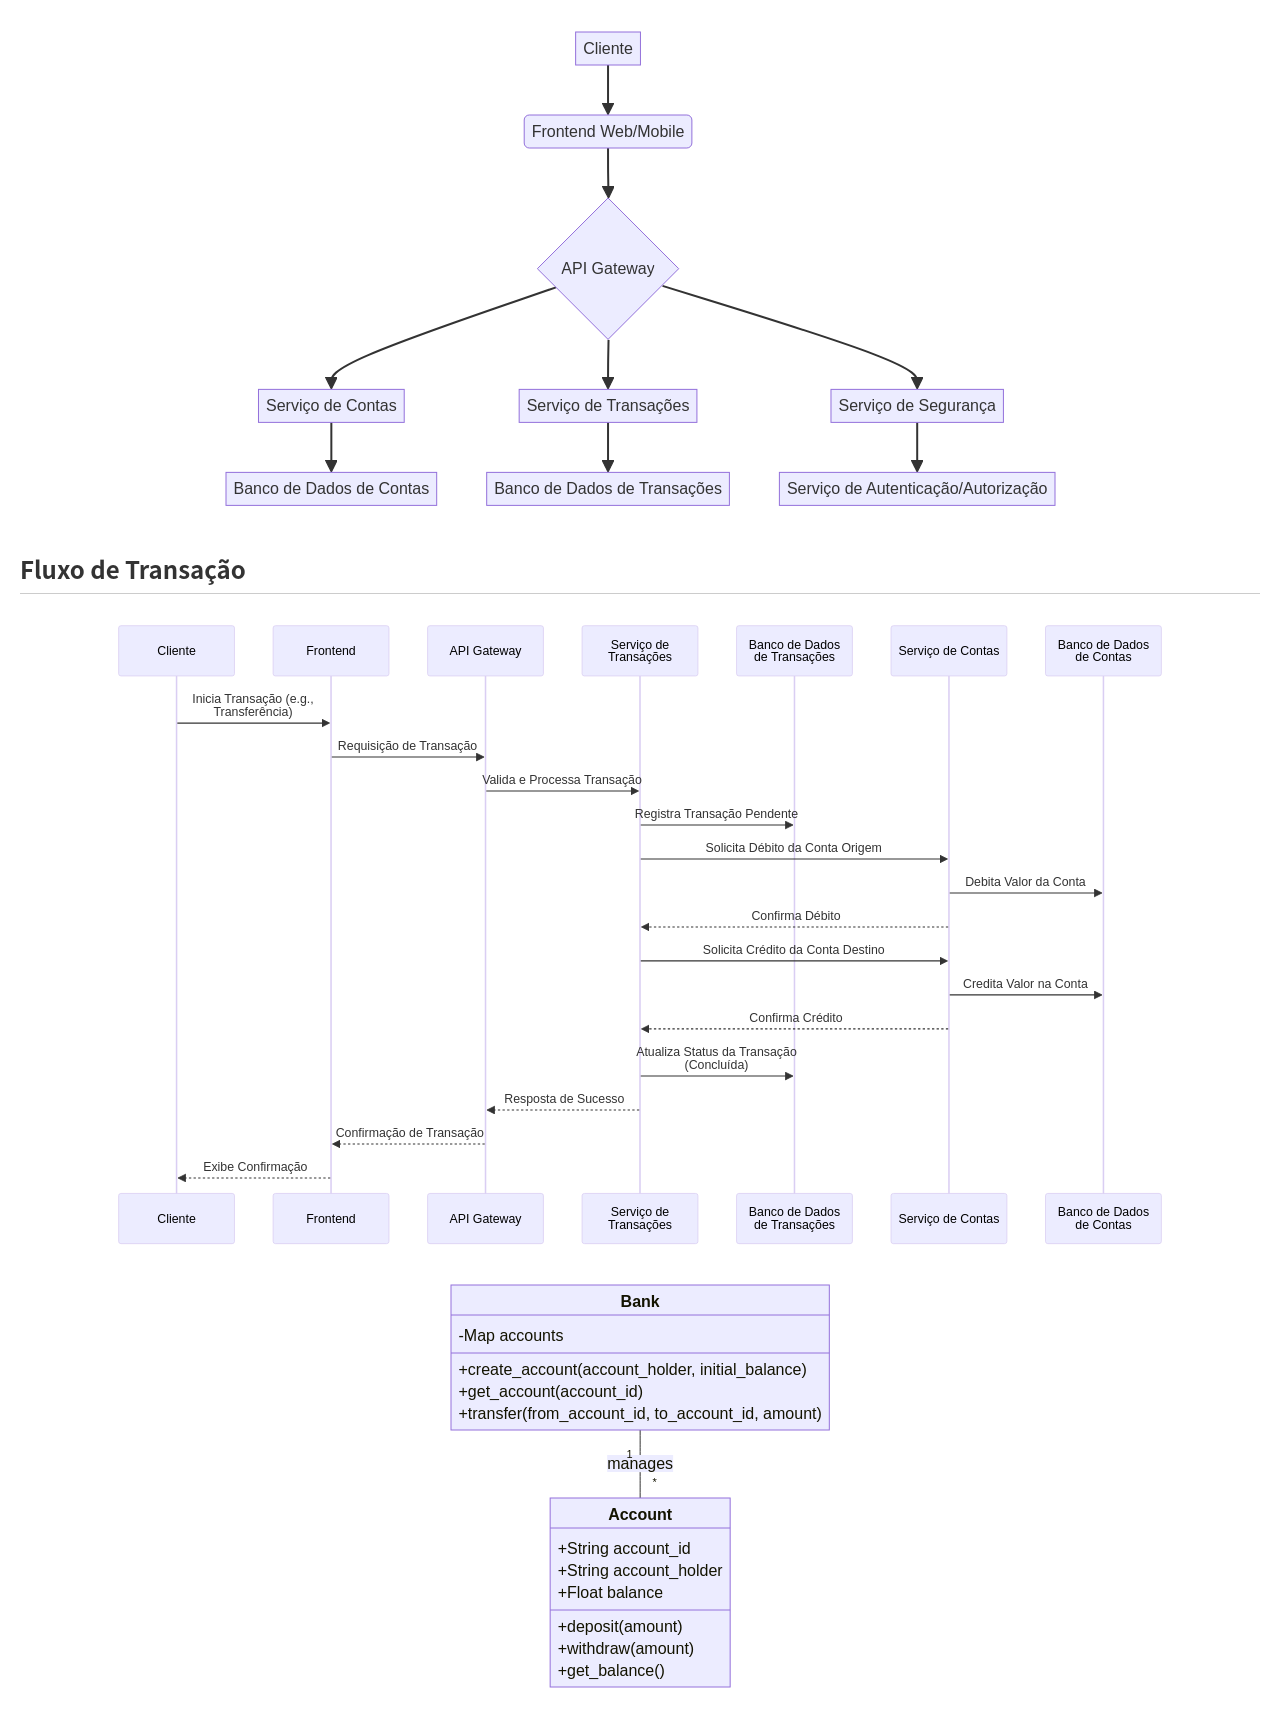 Cliente
Frontend Web/Mobile
API Gateway
Serviço de Contas
Serviço de Transações
Serviço de Segurança
Banco de Dados de Contas
Banco de Dados de Transações
Serviço de Autenticação/Autorização
Fluxo de Transação
Cliente
Frontend
API Gateway
Serviço de
Transações
Banco de Dados
de Transações
Serviço de Contas
Banco de Dados
de Contas
Inicia Transação (e.g.,
Transferência)
Requisição de Transação
Valida e Processa Transação
Registra Transação Pendente
Solicita Débito da Conta Origem
Debita Valor da Conta
Confirma Débito
Solicita Crédito da Conta Destino
Credita Valor na Conta
Confirma Crédito
Atualiza Status da Transação
(Concluída)
Resposta de Sucesso
Confirmação de Transação
Exibe Confirmação
Cliente
Frontend
API Gateway
Serviço de
Transações
Banco de Dados
de Transações
Serviço de Contas
Banco de Dados
de Contas
Bank
-Map accounts
+create_account(account_holder, initial_balance)
+get_account(account_id)
+transfer(from_account_id, to_account_id, amount)
1
manages
*
Account
+String account_id
+String account_holder
+Float balance
+deposit(amount)
+withdraw(amount)
+get_balance()